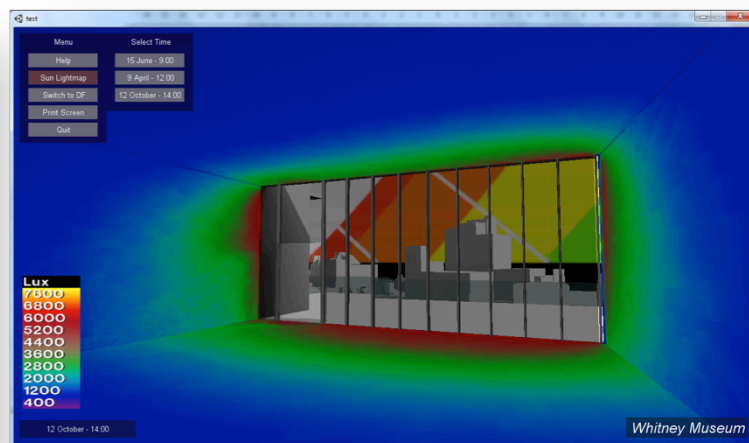 test
Menu
Help
Sun Lightmap
Switch to DF
Print Screen
Quit
Select Time
15 June - 9.00
9 April - 12.00
12 October - 14:00
Lux
7800
6800
6000
5200
4400
3600
2800
2000
1200
400
12 October - 14:00
Whitney Museum